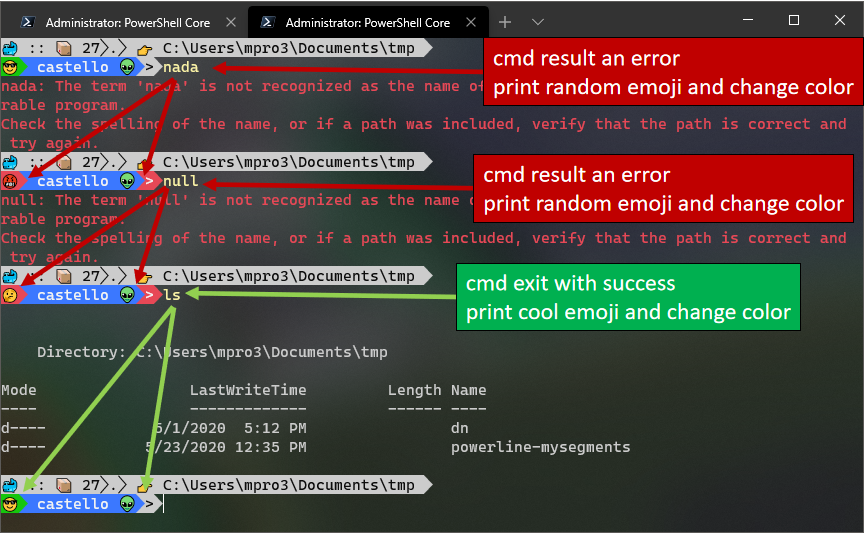 Administrator: PowerShell Core
Administrator: PowerShell Core
:: 27>.> C:\Users\mpro3\Documents\tmp
castello > nada
cmd result an error
print random emoji and change color
nada: The term 'nada' is not recognized as the name of
rable program.
Check the spelling of the name, or if a path was included, verify that the path is correct and
try again.
:: 27>.> C:\Users\mpro3\Documents\tmp
castello > null
cmd result an error
print random emoji and change color
null: The term 'null' is not recognized as the name
rable program.
Check the spelling of the name, or if a path was included, verify that the path is correct and
try again.
:: 27>.> C:\Users\mpro3\Documents\tmp
castello > ls
cmd exit with success
print cool emoji and change color
Directory: C:\Users\mpro3\Documents\tmp
Mode LastWriteTime Length Name
---- ------------- ------ ----
d---- 5/1/2020 5:12 PM dn
d---- 5/23/2020 12:35 PM powerline-mysegments
:: 27>.> C:\Users\mpro3\Documents\tmp
castello >